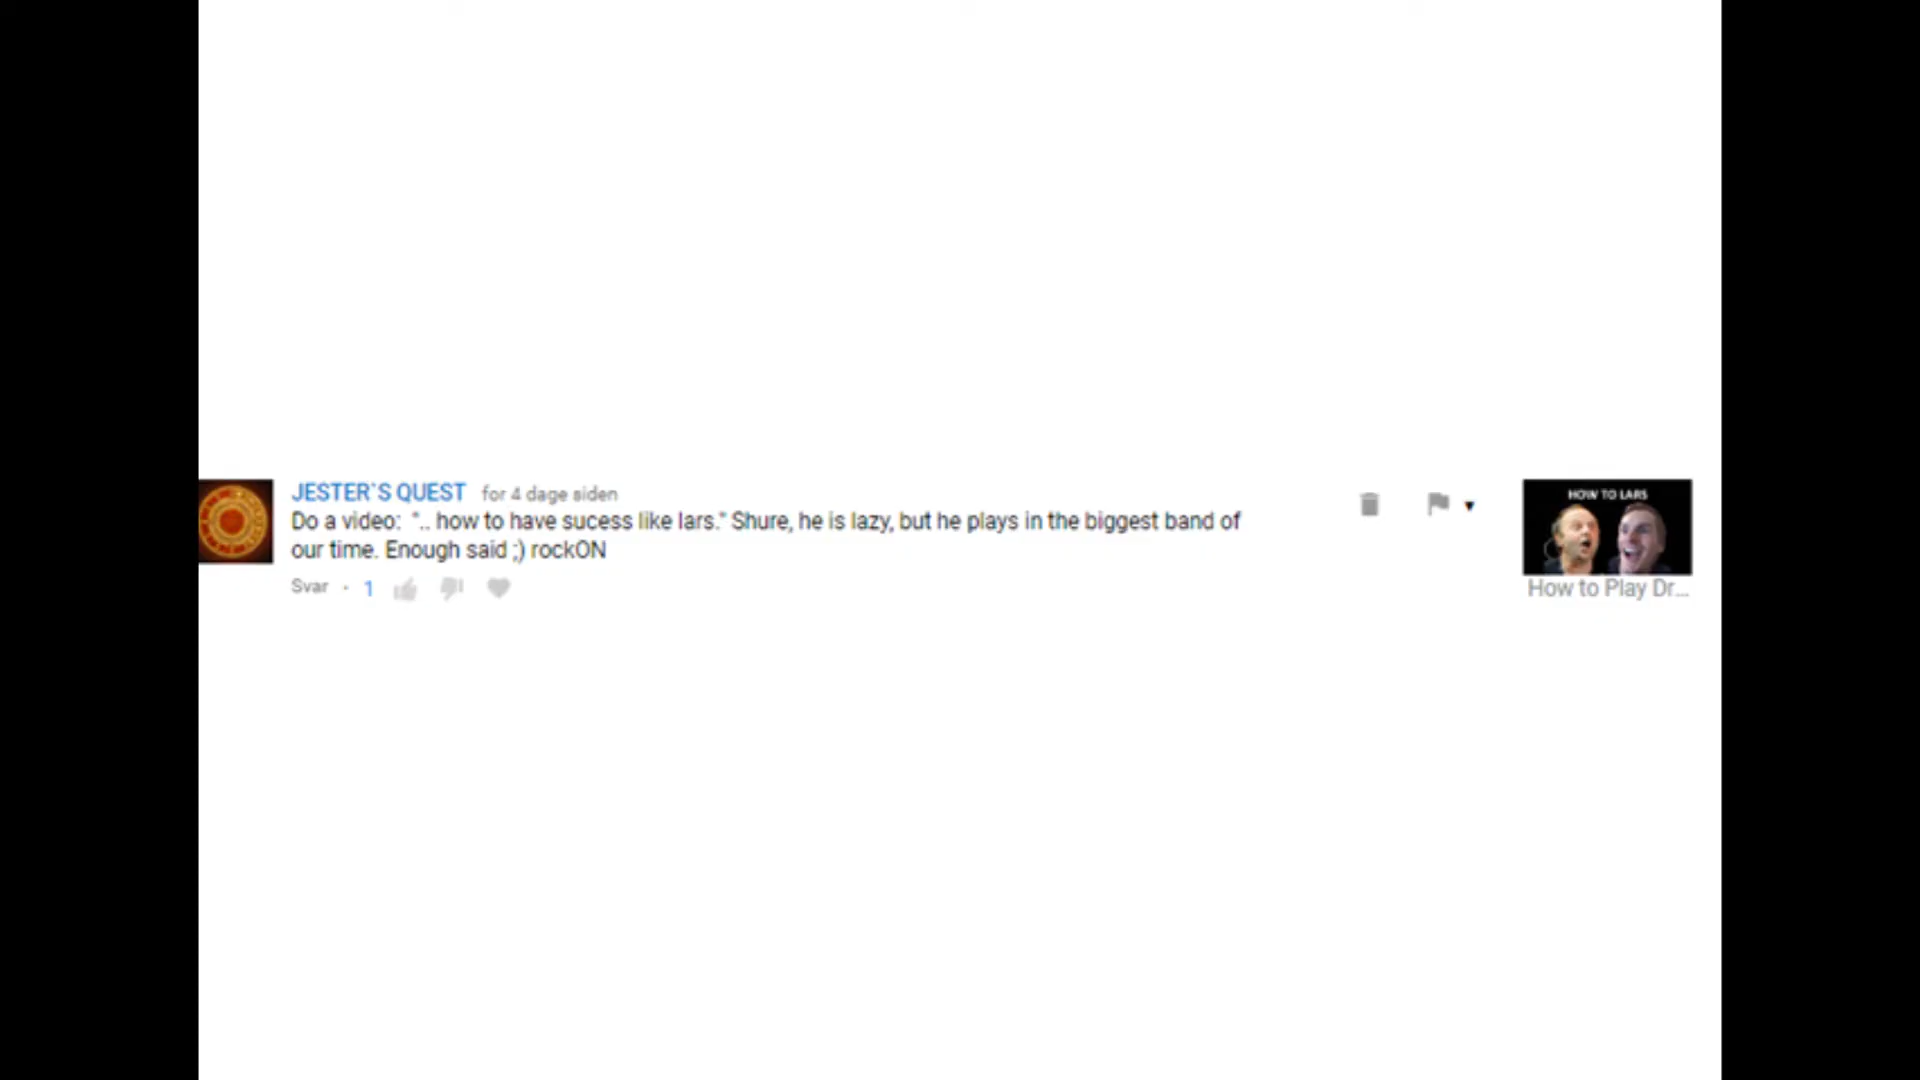 JESTER`S QUEST for 4 dage siden
Do a video: ".. how to have sucess like lars." Shure, he is lazy, but he plays in the biggest band of
our time. Enough said ;) rockON
Svar · 1
HOW TO LARS
How to Play Dr...